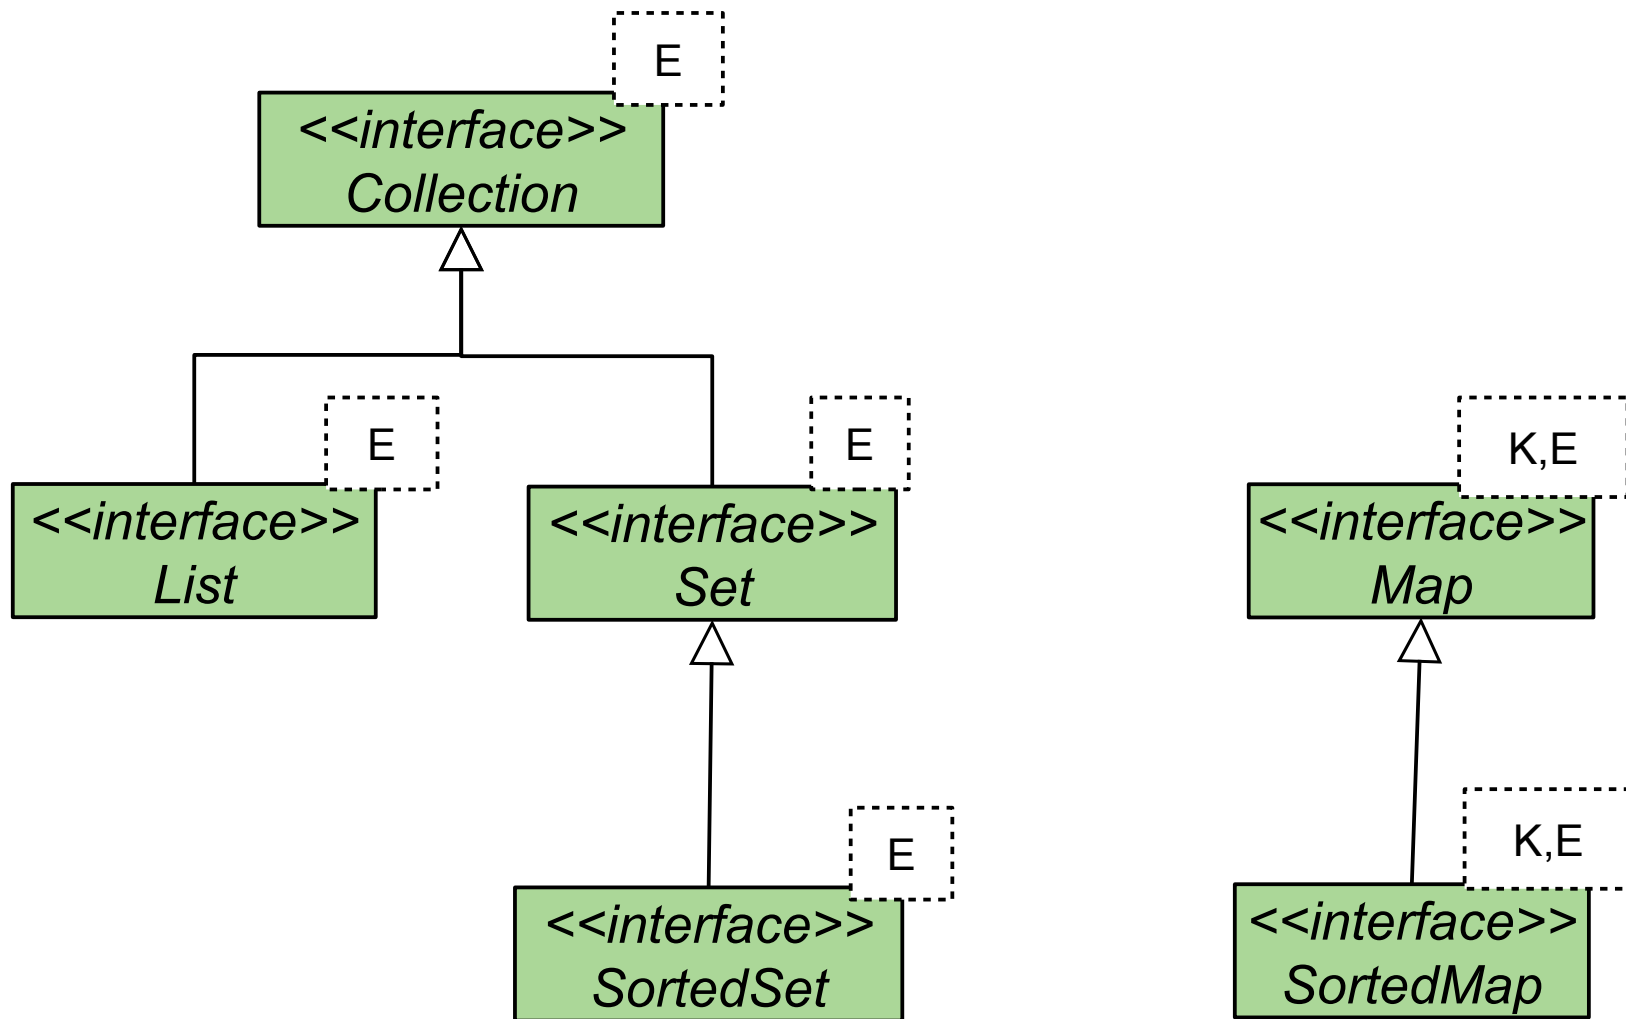 E
<<interface>>
Collection
E
<<interface>>
List
E
<<interface>>
Set
K,E
<<interface>>
Map
E
<<interface>>
SortedSet
K,E
<<interface>>
SortedMap